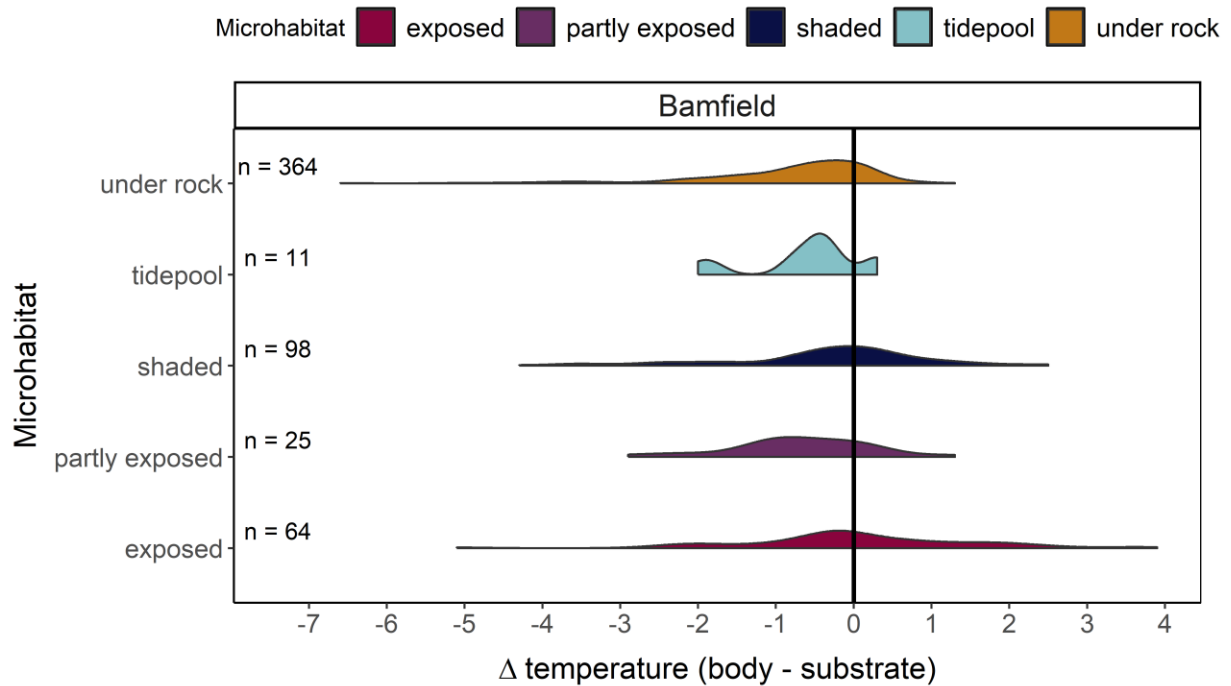 Microhabitat exposed partly exposed shaded tidepool under rock
Bamfield
under rock n = 364
tidepool n = 11
shaded n = 98
partly exposed n = 25
exposed n = 64
Microhabitat
-7 -6 -5 -4 -3 -2 -1 0 1 2 3 4
Δ temperature (body - substrate)